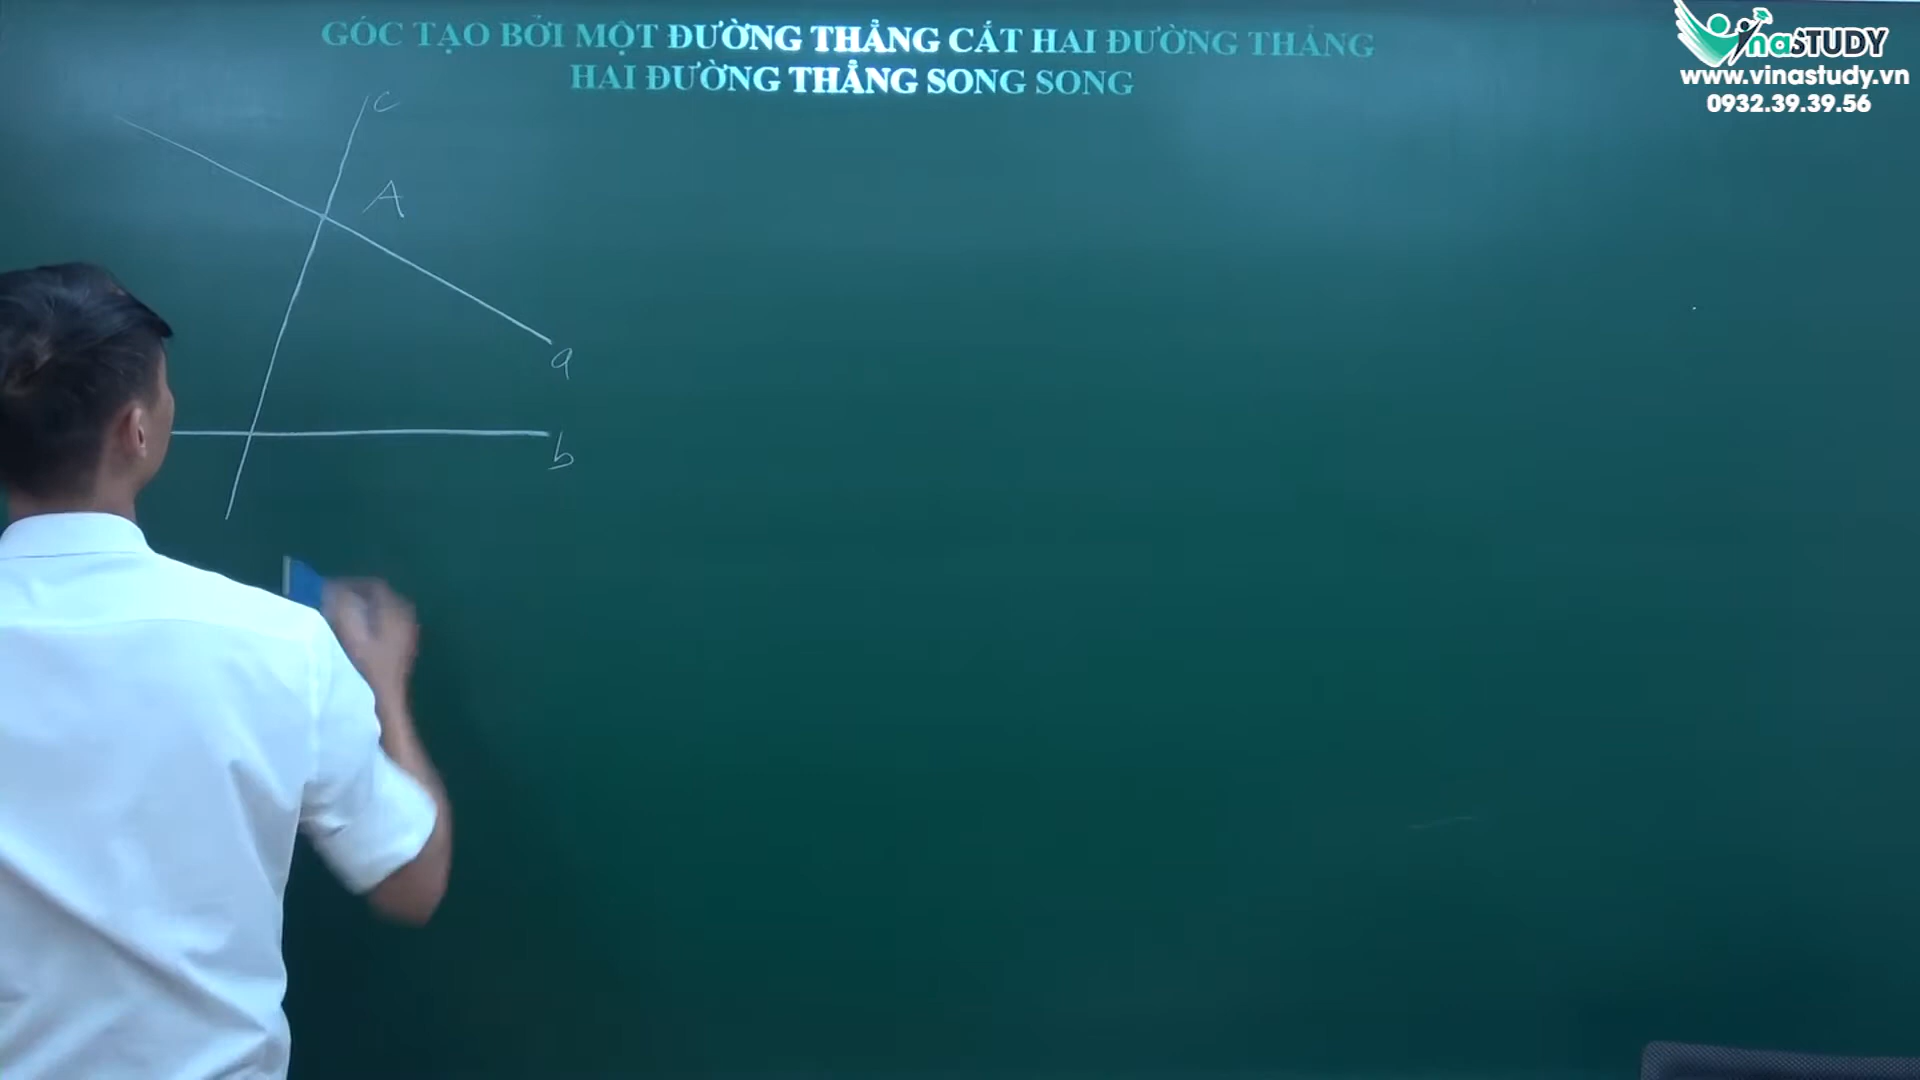 GÓC TẠO BỞI MỘT ĐƯỜNG THẲNG CẮT HAI ĐƯỜNG THẲNG
HAI ĐƯỜNG THẲNG SONG SONG
VinaSTUDY
www.vinastudy.vn
0932.39.39.56
c
A
a
b